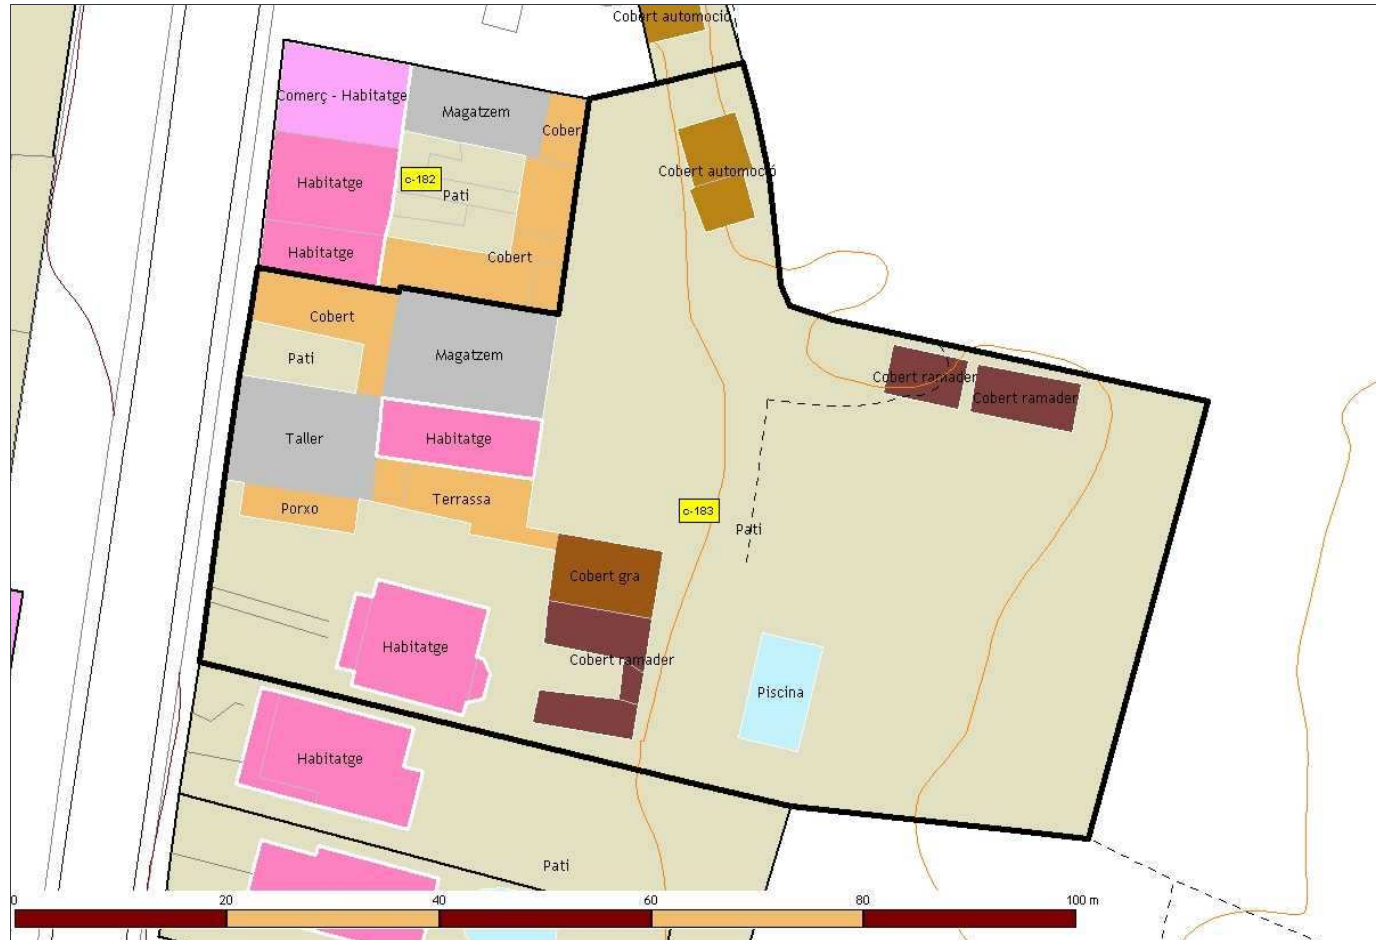 Cobert automoció
Comerç - Habitatge
Magatzem
Cober
Cobert automoció
Habitatge
c-182
Pati
Habitatge
Cobert
Cobert
Magatzem
Pati
Cobert ramader
Cobert ramader
Taller
Habitatge
Terrassa
Porxo
c-183
Pati
Cobert gra
Habitatge
Cobert ramader
Piscina
Habitatge
Pati
0 20 40 60 80 100 m